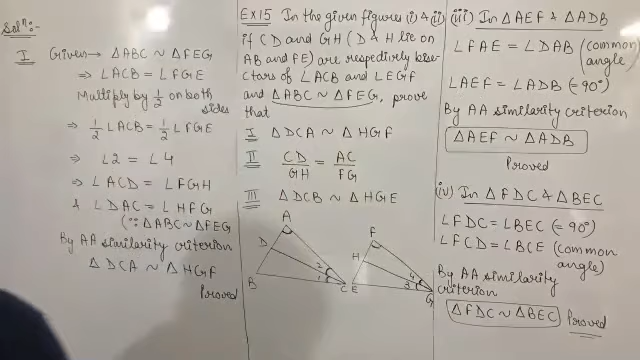 Solⁿ:-
I Given → ΔABC ~ ΔFEG
⇒ ∠ACB = ∠FGE
Multiply by 1/2 on both
sides
⇒ 1/2 ∠ACB = 1/2 ∠FGE
⇒ ∠2 = ∠4
⇒ ∠ACD = ∠FGH
& ∠DAC = ∠HFG
(∵ ΔABC ~ ΔFEG
By AA similarity criterion
ΔDCA ~ ΔHGF
Proved
EX 15 In the given figures (i) & (ii)
if CD and GH (D & H lie on
AB and FE) are respectively bise-
ctors of ∠ACB and ∠EGF
and ΔABC ~ ΔFEG, prove
that
I ΔDCA ~ ΔHGF
II CD/GH = AC/FG
III ΔDCB ~ ΔHGE
A
D
B
C
2
1
F
H
E
G
4
3
(iii) In ΔAEF & ΔADB
∠FAE = ∠DAB (common
angle)
∠AEF = ∠ADB (= 90°)
By AA similarity criterion
ΔAEF ~ ΔADB
Proved
(iv) In ΔFDC & ΔBEC
∠FDC = ∠BEC (= 90°)
∠FCD = ∠BCE (common
angle)
By AA similarity
criterion
ΔFDC ~ ΔBEC Proved